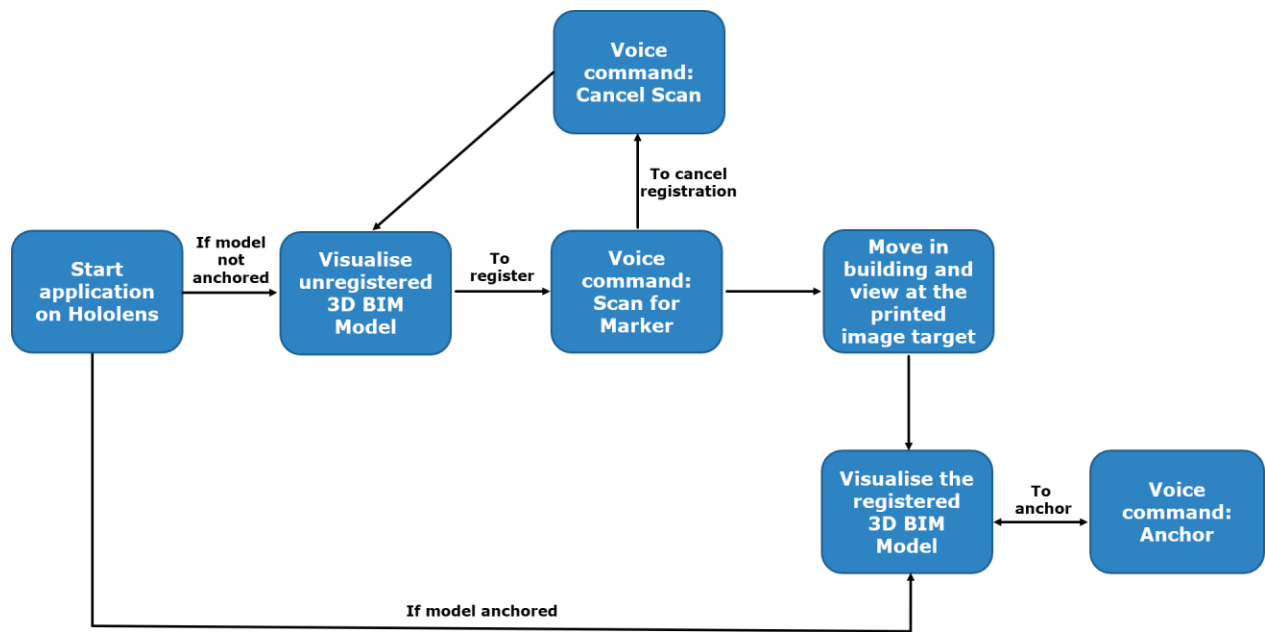 Voice
command:
Cancel Scan
To cancel
registration
Start
application
on Hololens
If model
not
anchored
Visualise
unregistered
3D BIM
Model
To
register
Voice
command:
Scan for
Marker
Move in
building and
view at the
printed
image target
Visualise the
registered
3D BIM
Model
To
anchor
Voice
command:
Anchor
If model anchored